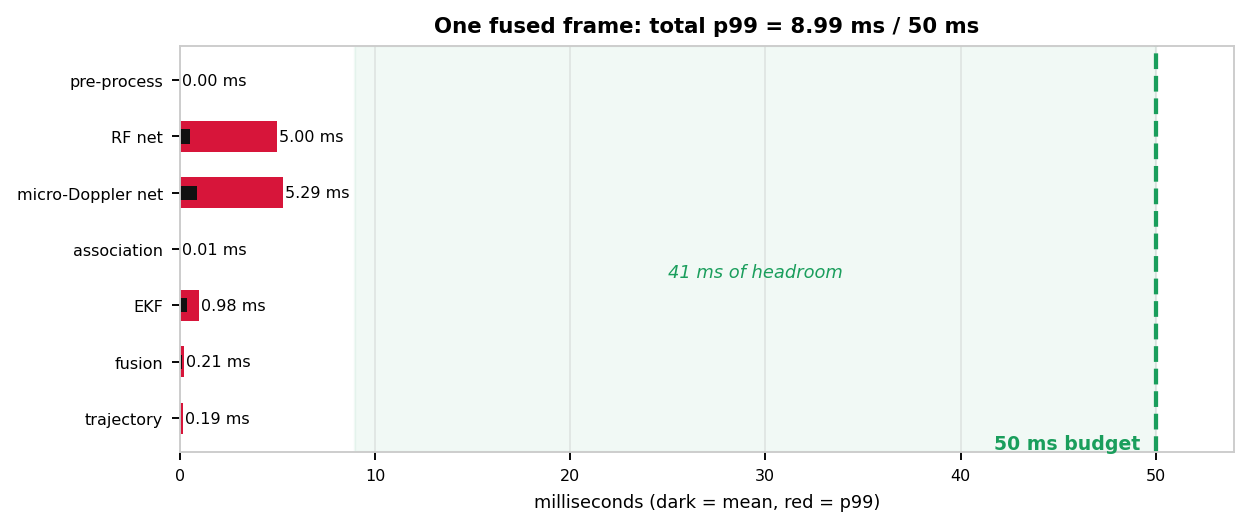 One fused frame: total p99 = 8.99 ms / 50 ms
pre-process 0.00 ms
RF net 5.00 ms
micro-Doppler net 5.29 ms
association 0.01 ms
41 ms of headroom
EKF 0.98 ms
fusion 0.21 ms
trajectory 0.19 ms
50 ms budget
0 10 20 30 40 50
milliseconds (dark = mean, red = p99)